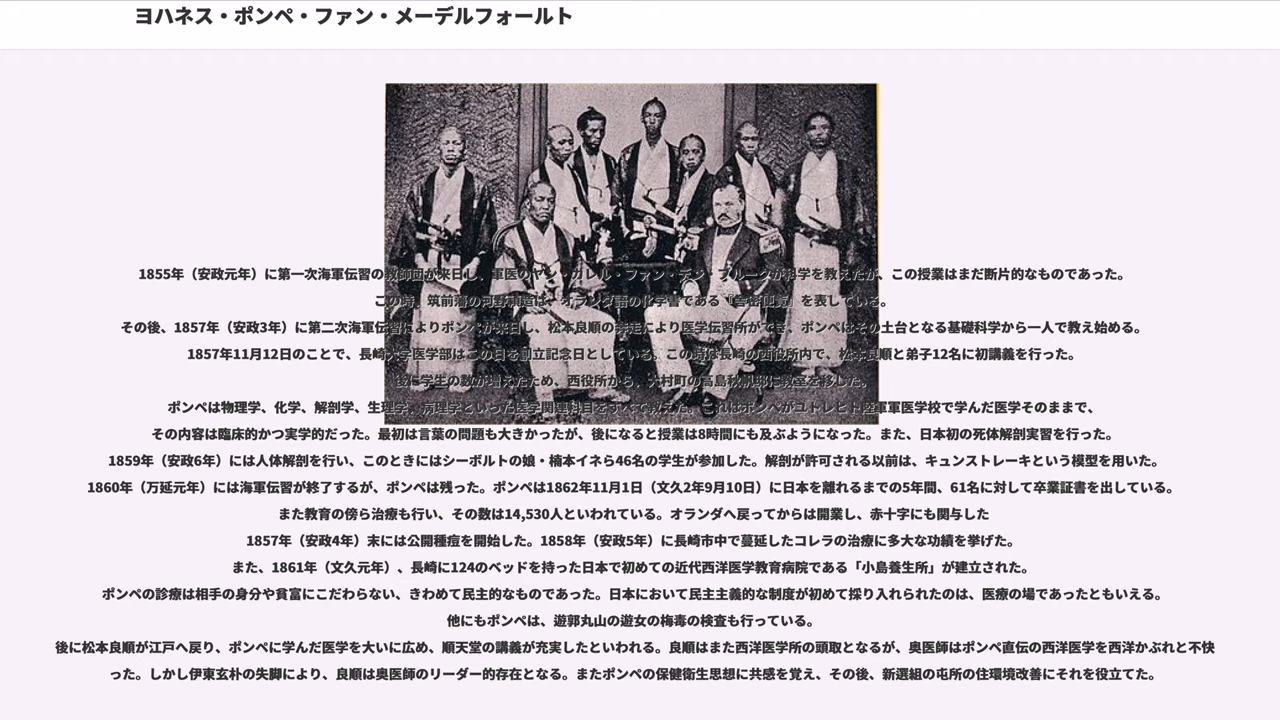 ヨハネス・ポンペ・ファン・メーデルフォールト
1855年（安政元年）に第一次海軍伝習の教師団が来日し、軍医のヤン・カレル・ファン・デン・ブルークが科学を教えたが、この授業はまだ断片的なものであった。
この時、筑前藩の河野禎造は、オランダ語の化学書である『舎密便覧』を表している。
その後、1857年（安政3年）に第二次海軍伝習によりポンペが来日し、松本良順の奔走により医学伝習所ができ、ポンペはその土台となる基礎科学から一人で教え始める。
1857年11月12日のことで、長崎大学医学部はこの日を創立記念日としている。この時は長崎の西役所内で、松本良順と弟子12名に初講義を行った。
後に学生の数が増えたため、西役所から、大村町の高島秋帆邸に教室を移した。
ポンペは物理学、化学、解剖学、生理学、病理学といった医学関連科目をすべて教えた。これはポンペがユトレヒト陸軍軍医学校で学んだ医学そのままで、
その内容は臨床的かつ実学的だった。最初は言葉の問題も大きかったが、後になると授業は8時間にも及ぶようになった。また、日本初の死体解剖実習を行った。
1859年（安政6年）には人体解剖を行い、このときにはシーボルトの娘・楠本イネら46名の学生が参加した。解剖が許可される以前は、キュンストレーキという模型を用いた。
1860年（万延元年）には海軍伝習が終了するが、ポンペは残った。ポンペは1862年11月1日（文久2年9月10日）に日本を離れるまでの5年間、61名に対して卒業証書を出している。
また教育の傍ら治療も行い、その数は14,530人といわれている。オランダへ戻ってからは開業し、赤十字にも関与した
1857年（安政4年）末には公開種痘を開始した。1858年（安政5年）に長崎市中で蔓延したコレラの治療に多大な功績を挙げた。
また、1861年（文久元年）、長崎に124のベッドを持った日本で初めての近代西洋医学教育病院である「小島養生所」が建立された。
ポンペの診療は相手の身分や貧富にこだわらない、きわめて民主的なものであった。日本において民主主義的な制度が初めて採り入れられたのは、医療の場であったともいえる。
他にもポンペは、遊郭丸山の遊女の梅毒の検査も行っている。
後に松本良順が江戸へ戻り、ポンペに学んだ医学を大いに広め、順天堂の講義が充実したといわれる。良順はまた西洋医学所の頭取となるが、奥医師はポンペ直伝の西洋医学を西洋かぶれと不快
った。しかし伊東玄朴の失脚により、良順は奥医師のリーダー的存在となる。またポンペの保健衛生思想に共感を覚え、その後、新選組の屯所の住環境改善にそれを役立てた。